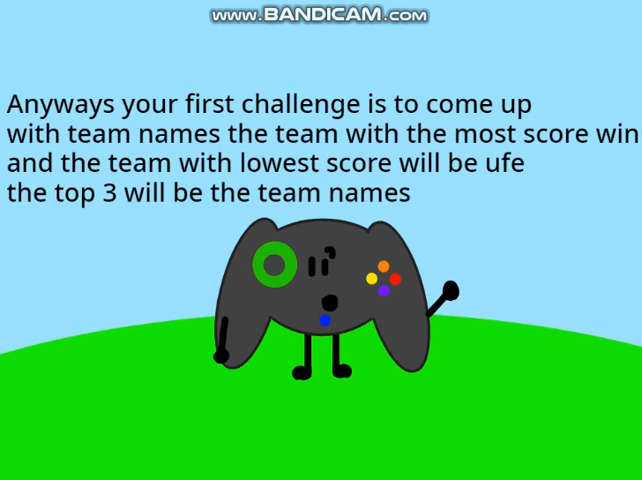 www.BANDICAM.com
Anyways your first challenge is to come up
with team names the team with the most score win
and the team with lowest score will be ufe
the top 3 will be the team names